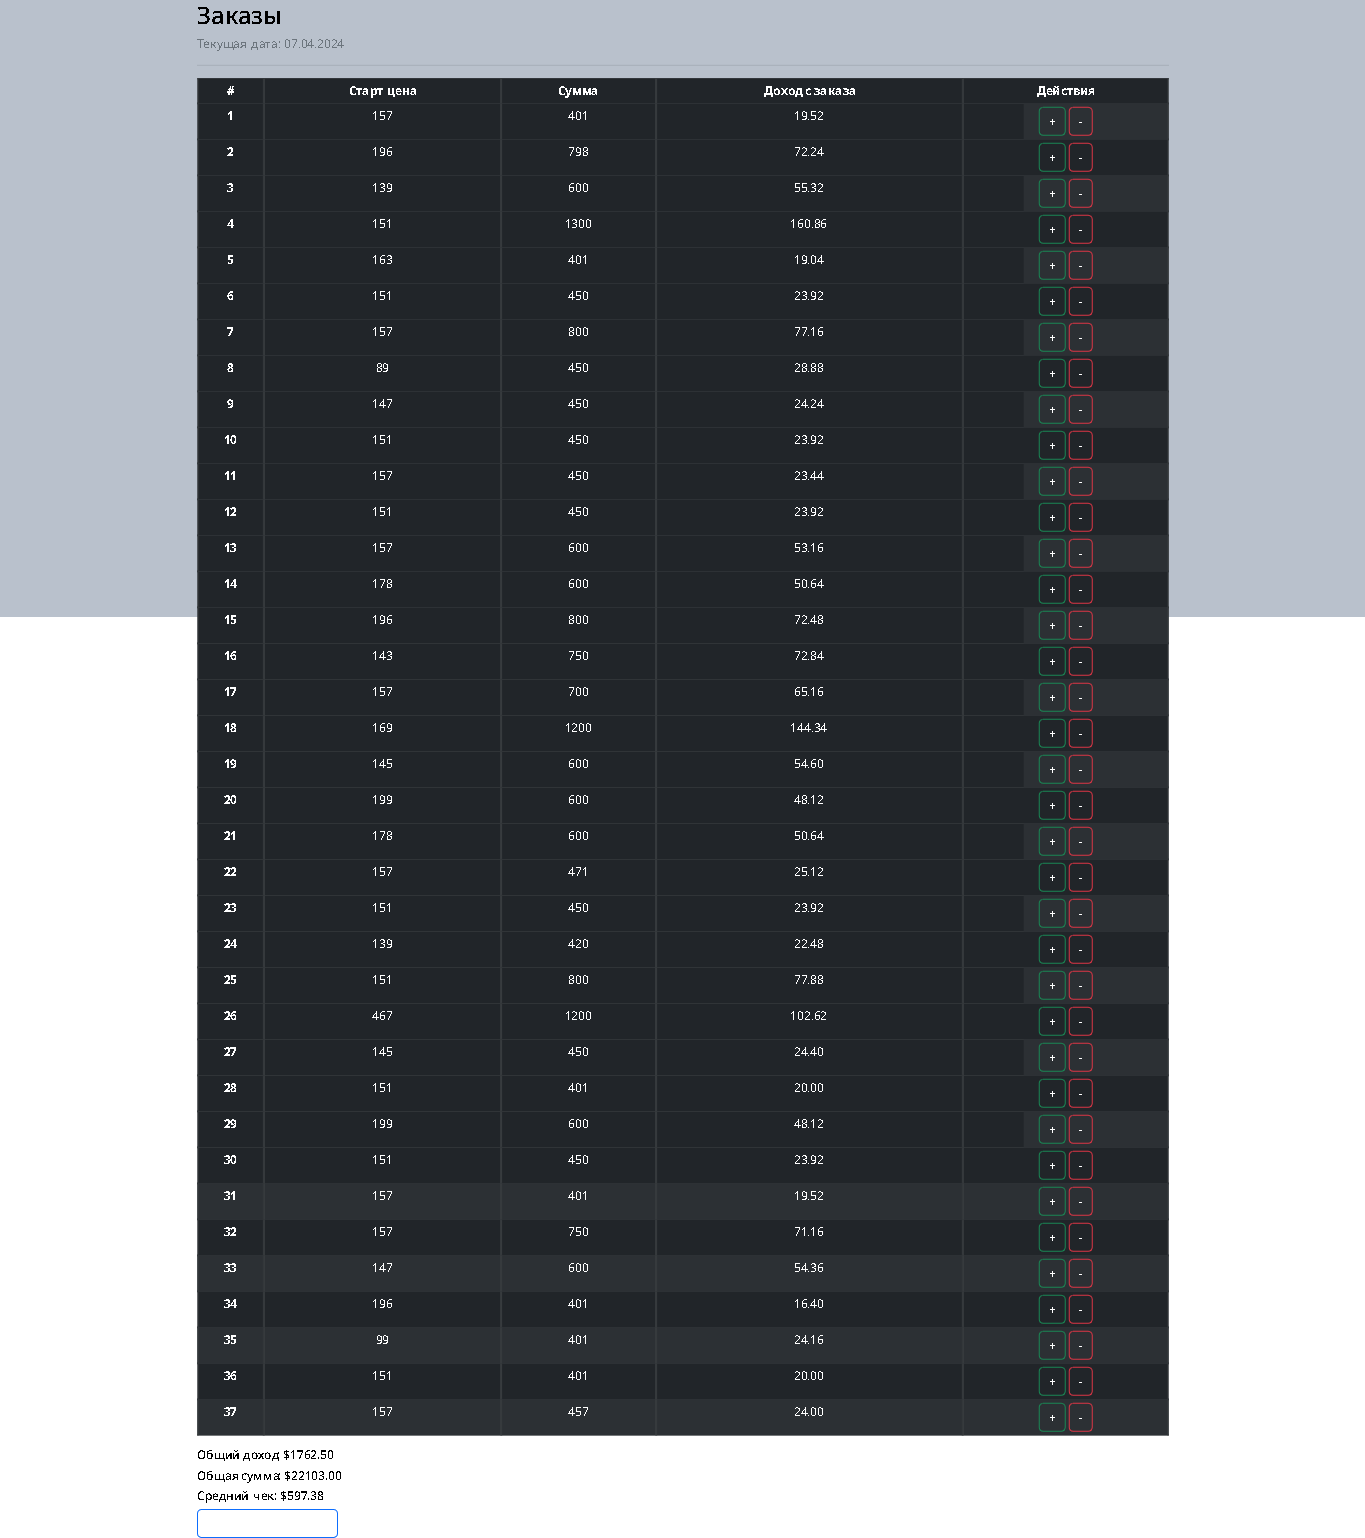 Заказы
Текущая дата: 07.04.2024
# Старт цена Сумма Доход с заказа Действия
1 157 401 19.52 + -
2 196 798 72.24 + -
3 139 600 55.32 + -
4 151 1300 160.86 + -
5 163 401 19.04 + -
6 151 450 23.92 + -
7 157 800 77.16 + -
8 89 450 28.88 + -
9 147 450 24.24 + -
10 151 450 23.92 + -
11 157 450 23.44 + -
12 151 450 23.92 + -
13 157 600 53.16 + -
14 178 600 50.64 + -
15 196 800 72.48 + -
16 143 750 72.84 + -
17 157 700 65.16 + -
18 169 1200 144.34 + -
19 145 600 54.60 + -
20 199 600 48.12 + -
21 178 600 50.64 + -
22 157 471 25.12 + -
23 151 450 23.92 + -
24 139 420 22.48 + -
25 151 800 77.88 + -
26 467 1200 102.62 + -
27 145 450 24.40 + -
28 151 401 20.00 + -
29 199 600 48.12 + -
30 151 450 23.92 + -
31 157 401 19.52 + -
32 157 750 71.16 + -
33 147 600 54.36 + -
34 196 401 16.40 + -
35 99 401 24.16 + -
36 151 401 20.00 + -
37 157 457 24.00 + -
Общий доход: $1762.50
Общая сумма: $22103.00
Средний чек: $597.38